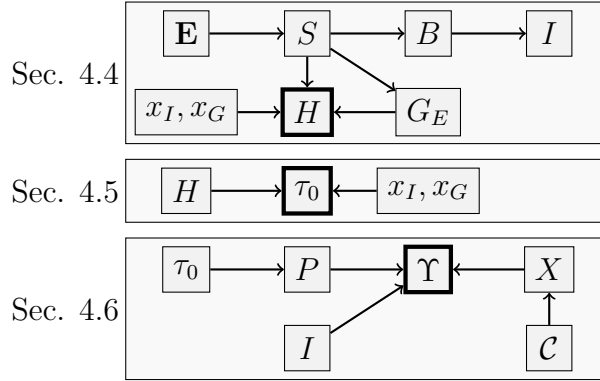 E S B I
Sec. 4.4
x_I, x_G H G_E
Sec. 4.5 H τ_0 x_I, x_G
τ_0 P ϒ X
Sec. 4.6
I 𝒞